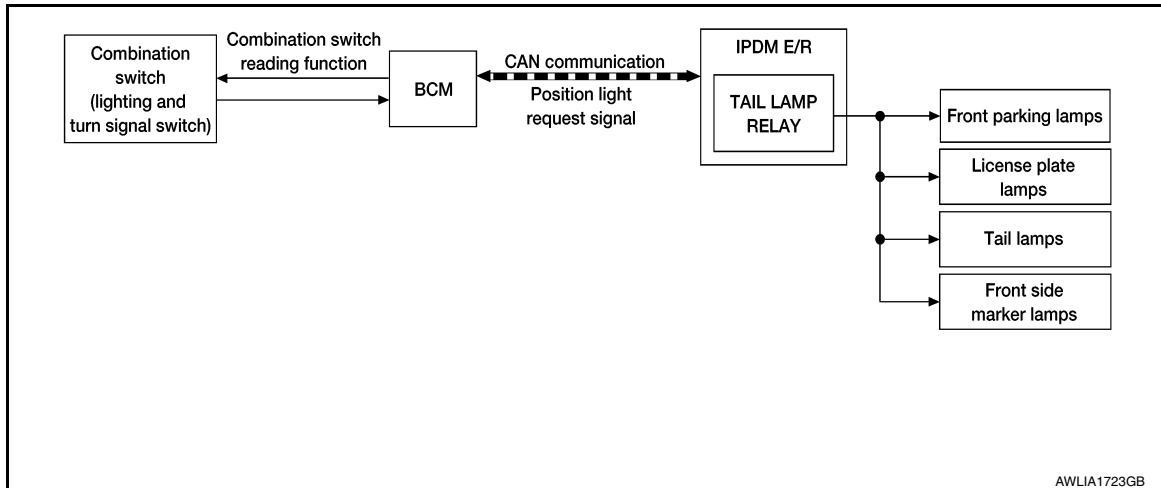 Combination
switch
(lighting and
turn signal switch)
Combination switch
reading function
BCM
CAN communication
Position light
request signal
IPDM E/R
TAIL LAMP
RELAY
Front parking lamps
License plate
lamps
Tail lamps
Front side
marker lamps
AWLIA1723GB